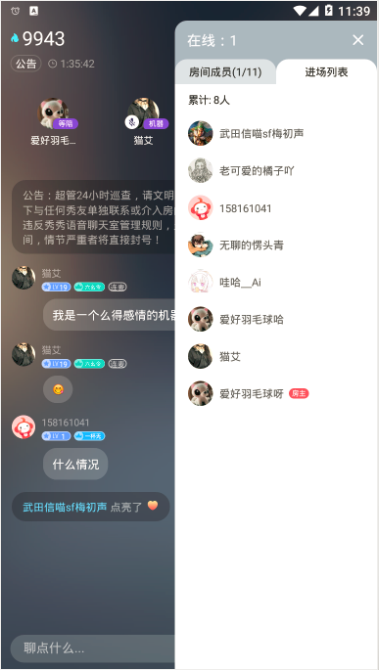 A
11:39
9943
公告
1:35:42
在线：1
房间成员(1/11)
进场列表
累计: 8人
武田信喵sf梅初声
老可爱的橘子吖
158161041
无聊的愣头青
哇哈__Ai
爱好羽毛球哈
猫艾
爱好羽毛球呀
房主
等陪
机器
爱好羽毛...
猫艾
公告：超管24小时巡查，请文明
下与任何秀友单独联系或介入房
违反秀秀语音聊天室管理规则，
间，情节严重者将直接封号！
猫艾
LV 19
我是一个么得感情的机器
猫艾
LV 19
158161041
LV 1
什么情况
武田信喵sf梅初声 点亮了
聊点什么...